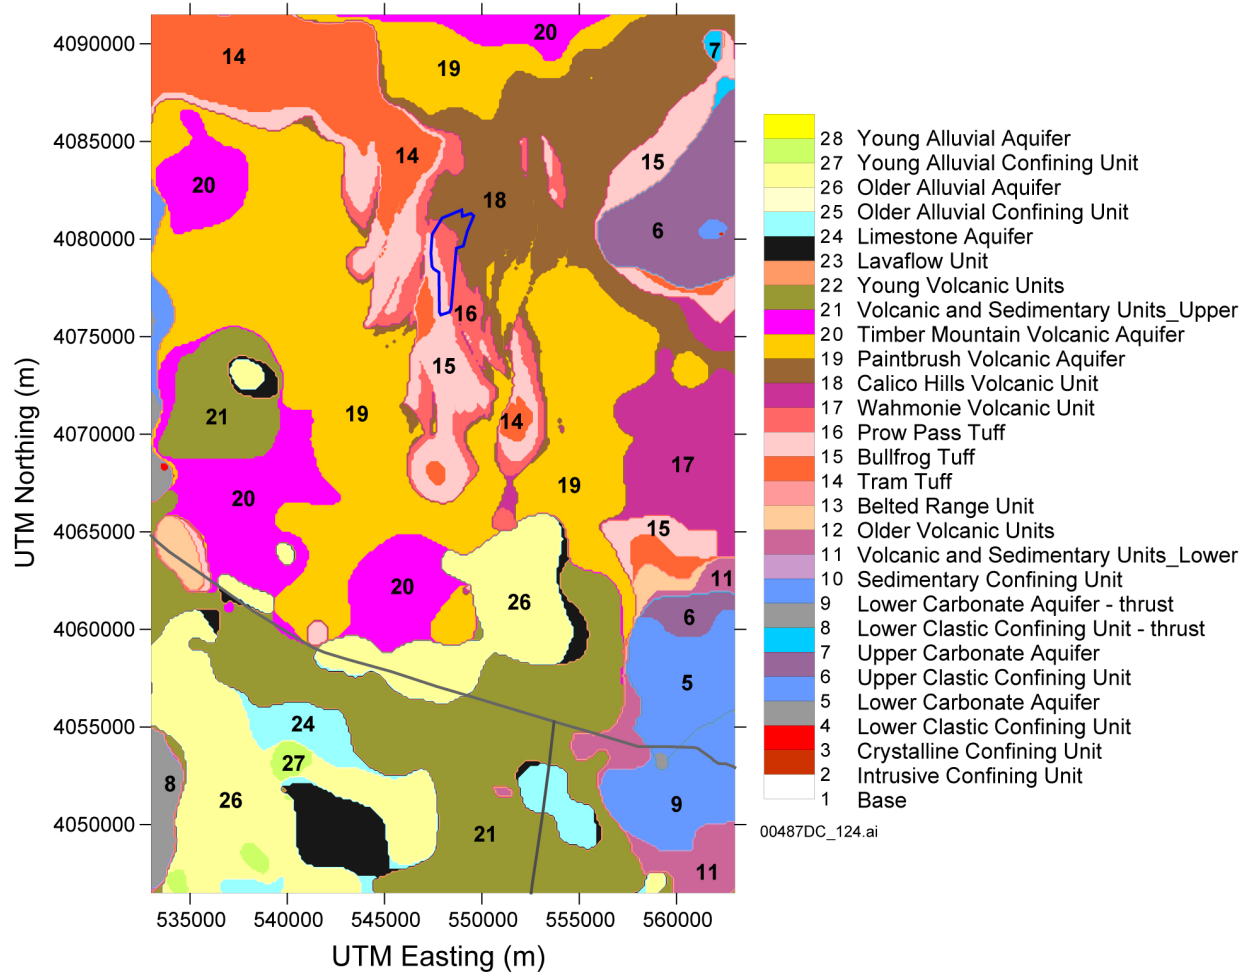 4090000
4085000
4080000
4075000
4070000
4065000
4060000
4055000
4050000
UTM Northing (m)
535000 540000 545000 550000 555000 560000
UTM Easting (m)
20
14
19
7
14
15
20
18
6
16
15
21
19
14
17
20
19
15
11
20
26
6
5
24
27
8
26
9
21
11
28 Young Alluvial Aquifer
27 Young Alluvial Confining Unit
26 Older Alluvial Aquifer
25 Older Alluvial Confining Unit
24 Limestone Aquifer
23 Lavaflow Unit
22 Young Volcanic Units
21 Volcanic and Sedimentary Units_Upper
20 Timber Mountain Volcanic Aquifer
19 Paintbrush Volcanic Aquifer
18 Calico Hills Volcanic Unit
17 Wahmonie Volcanic Unit
16 Prow Pass Tuff
15 Bullfrog Tuff
14 Tram Tuff
13 Belted Range Unit
12 Older Volcanic Units
11 Volcanic and Sedimentary Units_Lower
10 Sedimentary Confining Unit
9 Lower Carbonate Aquifer - thrust
8 Lower Clastic Confining Unit - thrust
7 Upper Carbonate Aquifer
6 Upper Clastic Confining Unit
5 Lower Carbonate Aquifer
4 Lower Clastic Confining Unit
3 Crystalline Confining Unit
2 Intrusive Confining Unit
1 Base
00487DC_124.ai